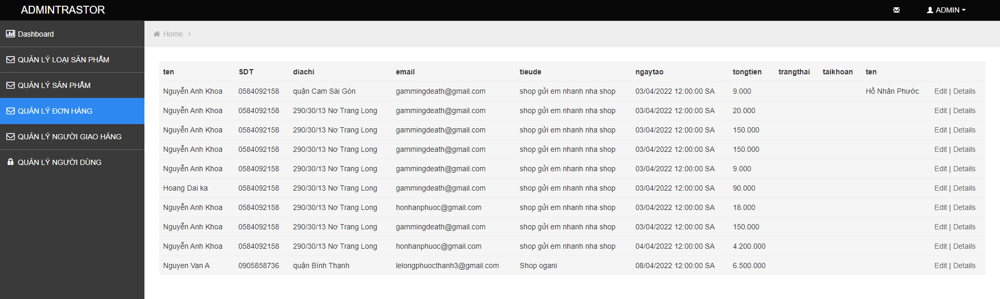 ADMINTRASTOR
ADMIN
Dashboard
QUẢN LÝ LOẠI SẢN PHẨM
QUẢN LÝ SẢN PHẨM
QUẢN LÝ ĐƠN HÀNG
QUẢN LÝ NGƯỜI GIAO HÀNG
QUẢN LÝ NGƯỜI DÙNG
Home
ten SDT diachi email tieude ngaytao tongtien trangthai taikhoan ten
Nguyễn Anh Khoa 0584092158 quận Cam Sài Gòn gammingdeath@gmail.com shop gửi em nhanh nha shop 03/04/2022 12:00:00 SA 9.000 Hồ Nhân Phước Edit | Details
Nguyễn Anh Khoa 0584092158 290/30/13 Nơ Trang Long gammingdeath@gmail.com shop gửi em nhanh nha shop 03/04/2022 12:00:00 SA 20.000 Edit | Details
Nguyễn Anh Khoa 0584092158 290/30/13 Nơ Trang Long gammingdeath@gmail.com shop gửi em nhanh nha shop 03/04/2022 12:00:00 SA 150.000 Edit | Details
Nguyễn Anh Khoa 0584092158 290/30/13 Nơ Trang Long gammingdeath@gmail.com shop gửi em nhanh nha shop 03/04/2022 12:00:00 SA 150.000 Edit | Details
Nguyễn Anh Khoa 0584092158 290/30/13 Nơ Trang Long gammingdeath@gmail.com shop gửi em nhanh nha shop 03/04/2022 12:00:00 SA 9.000 Edit | Details
Hoang Dai ka 0584092158 290/30/13 Nơ Trang Long gammingdeath@gmail.com shop gửi em nhanh nha shop 03/04/2022 12:00:00 SA 90.000 Edit | Details
Nguyễn Anh Khoa 0584092158 290/30/13 Nơ Trang Long honhanphuoc@gmail.com shop gửi em nhanh nha shop 03/04/2022 12:00:00 SA 18.000 Edit | Details
Nguyễn Anh Khoa 0584092158 290/30/13 Nơ Trang Long gammingdeath@gmail.com shop gửi em nhanh nha shop 03/04/2022 12:00:00 SA 150.000 Edit | Details
Nguyễn Anh Khoa 0584092158 290/30/13 Nơ Trang Long honhanphuoc@gmail.com shop gửi em nhanh nha shop 04/04/2022 12:00:00 SA 4.200.000 Edit | Details
Nguyen Van A 0905858736 quận Bình Thạnh lelongphuocthanh3@gmail.com Shop ogani 08/04/2022 12:00:00 SA 6.500.000 Edit | Details